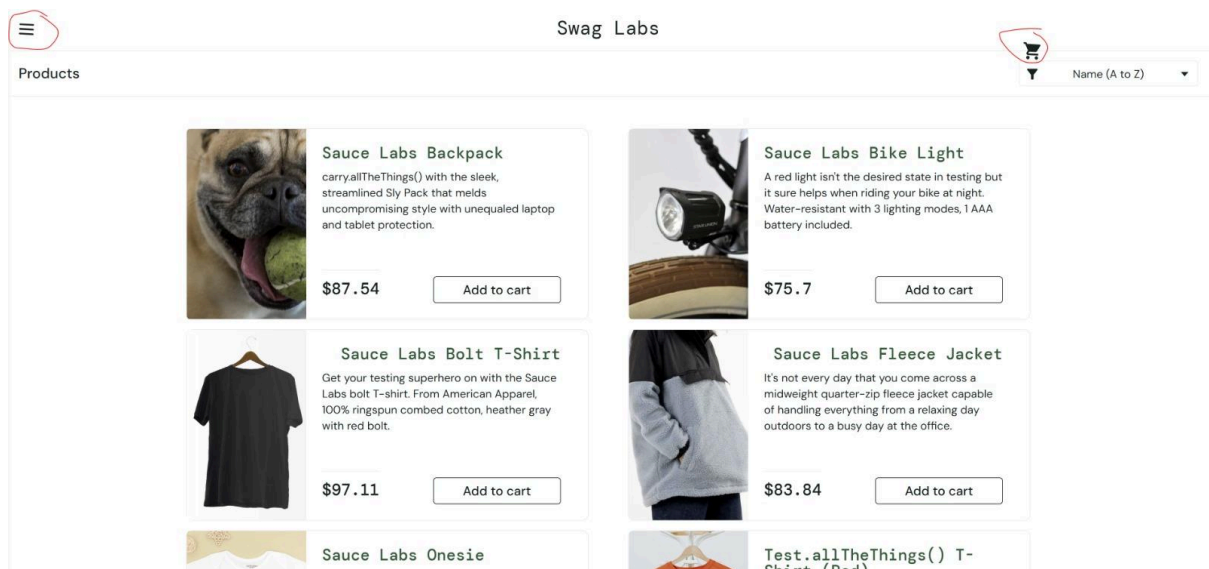 Swag Labs
Products
Name (A to Z)
Sauce Labs Backpack
carry.allTheThings() with the sleek,
streamlined Sly Pack that melds
uncompromising style with unequaled laptop
and tablet protection.
$87.54
Add to cart
Sauce Labs Bike Light
A red light isn't the desired state in testing but
it sure helps when riding your bike at night.
Water-resistant with 3 lighting modes, 1 AAA
battery included.
$75.7
Add to cart
Sauce Labs Bolt T-Shirt
Get your testing superhero on with the Sauce
Labs bolt T-shirt. From American Apparel,
100% ringspun combed cotton, heather gray
with red bolt.
$97.11
Add to cart
Sauce Labs Fleece Jacket
It's not every day that you come across a
midweight quarter-zip fleece jacket capable
of handling everything from a relaxing day
outdoors to a busy day at the office.
$83.84
Add to cart
Sauce Labs Onesie
Test.allTheThings() T-
Shirt (Red)